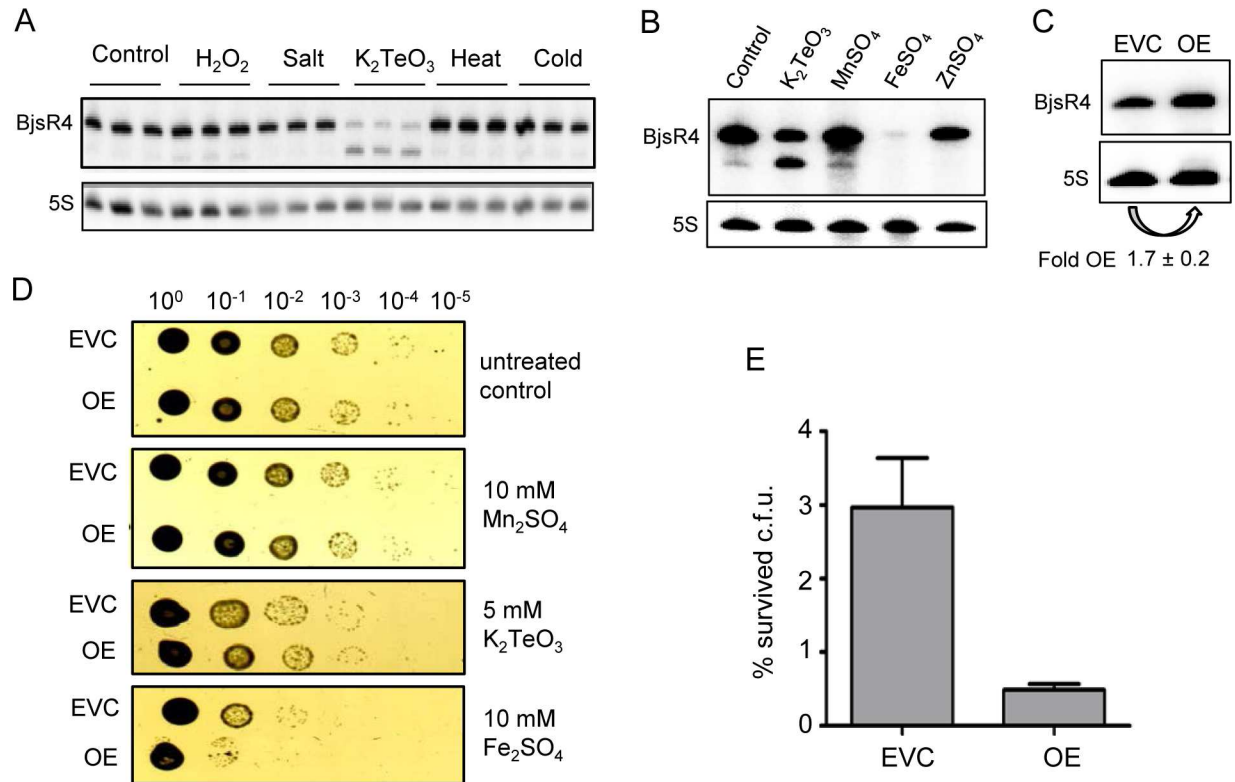 A
Control H₂O₂ Salt K₂TeO₃ Heat Cold
BjsR4
5S
B
Control K₂TeO₃ MnSO₄ FeSO₄ ZnSO₄
BjsR4
5S
C
EVC OE
BjsR4
5S
Fold OE 1.7 ± 0.2
D
10⁰ 10⁻¹ 10⁻² 10⁻³ 10⁻⁴ 10⁻⁵
EVC
OE
untreated
control
EVC
OE
10 mM
Mn₂SO₄
EVC
OE
5 mM
K₂TeO₃
EVC
OE
10 mM
Fe₂SO₄
E
% survived c.f.u.
4
3
2
1
0
EVC OE